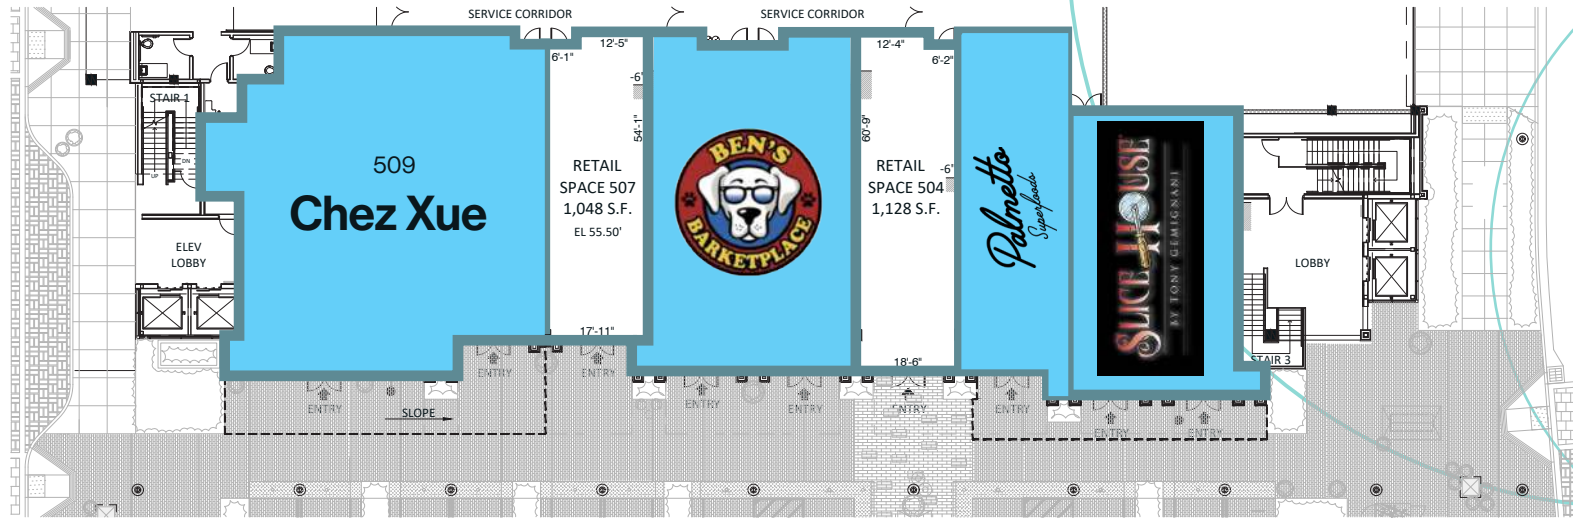 SERVICE CORRIDOR
SERVICE CORRIDOR
12'-5"
6'-1"
12'-4"
6'-2"
-6"
STAIR 1
54'-1"
60'-9"
DN
UP
509
Chez Xue
RETAIL
SPACE 507
1,048 S.F.
EL 55.50'
BEN'S
BARKETPLACE
RETAIL
SPACE 504
1,128 S.F.
-6"
Palmetto
Superfoods
SLICE HOUSE
BY TONY GEMIGNANI
ELEV
LOBBY
LOBBY
17'-11"
18'-6"
STAIR 3
ENTRY
ENTRY
ENTRY
ENTRY
ENTRY
ENTRY
ENTRY
ENTRY
ENTRY
SLOPE